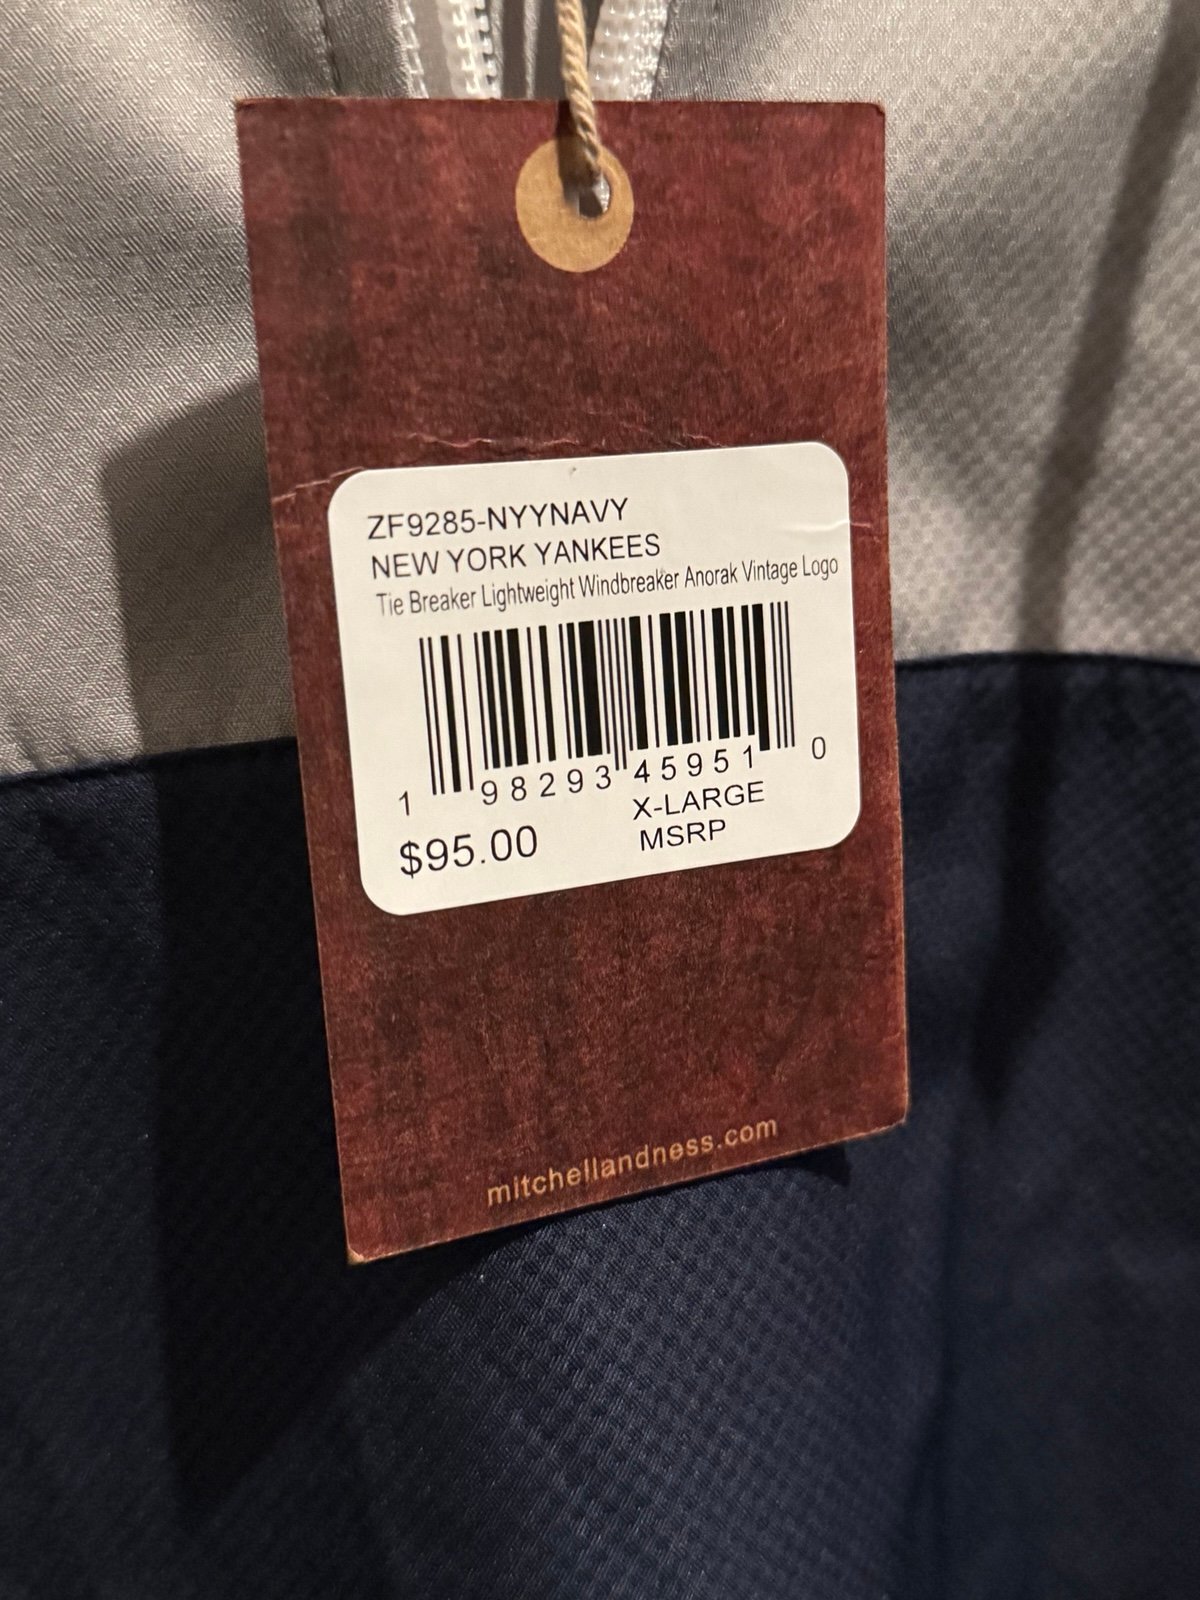 ZF9285-NYYNAVY
NEW YORK YANKEES
Tie Breaker Lightweight Windbreaker Anorak Vintage Logo
1 98293 45951 0
X-LARGE
$95.00 MSRP
mitchellandness.com